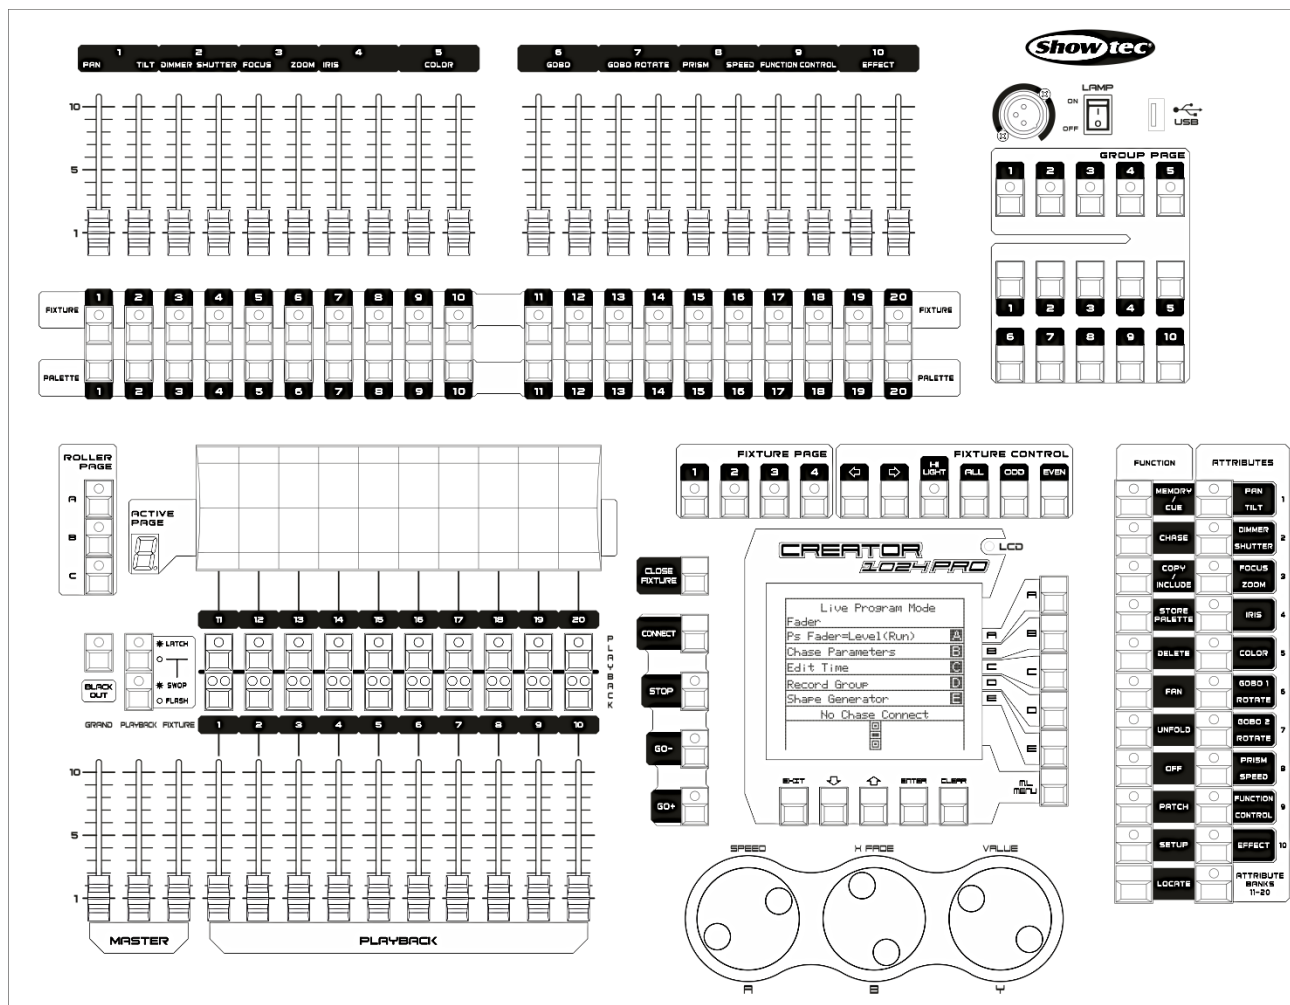 Showtec
1 2 3 4 5
PAN TILT DIMMER SHUTTER FOCUS ZOOM IRIS COLOR
6 7 8 9 10
GOBO GOBO ROTATE PRISM SPEED FUNCTION CONTROL EFFECT
10
5
1
LAMP
ON
OFF
I
O
USB
GROUP PAGE
1 2 3 4 5
1 2 3 4 5
6 7 8 9 10
FIXTURE
1 2 3 4 5 6 7 8 9 10
11 12 13 14 15 16 17 18 19 20
FIXTURE
PALETTE
1 2 3 4 5 6 7 8 9 10
11 12 13 14 15 16 17 18 19 20
PALETTE
ROLLER
PAGE
A
B
C
ACTIVE
PAGE
11 12 13 14 15 16 17 18 19 20
PLAYBACK
LATCH
SWOP
FLASH
BLACK
OUT
GRAND PLAYBACK FIXTURE
1 2 3 4 5 6 7 8 9 10
10
5
1
MASTER
PLAYBACK
FIXTURE PAGE
1 2 3 4
FIXTURE CONTROL
HI
LIGHT
ALL ODD EVEN
CLOSE
FIXTURE
CONNECT
STOP
GO-
GO+
CREATOR
1024 PRO
LCD
Live Program Mode
Fader
Ps Fader=Level(Run) A
Chase Parameters B
Edit Time C
Record Group D
Shape Generator E
No Chase Connect
A
B
C
D
E
A
B
C
D
E
ML
MENU
EXIT ENTER CLEAR
SPEED X FADE VALUE
A B Y
FUNCTION
MEMORY
/
CUE
CHASE
COPY
/
INCLUDE
STORE
PALETTE
DELETE
FAN
UNFOLD
OFF
PATCH
SETUP
LOCATE
ATTRIBUTES
PAN
TILT
1
DIMMER
SHUTTER
2
FOCUS
ZOOM
3
IRIS
4
COLOR
5
GOBO 1
ROTATE
6
GOBO 2
ROTATE
7
PRISM
SPEED
8
FUNCTION
CONTROL
9
EFFECT
10
ATTRIBUTE
BANKS
11-20